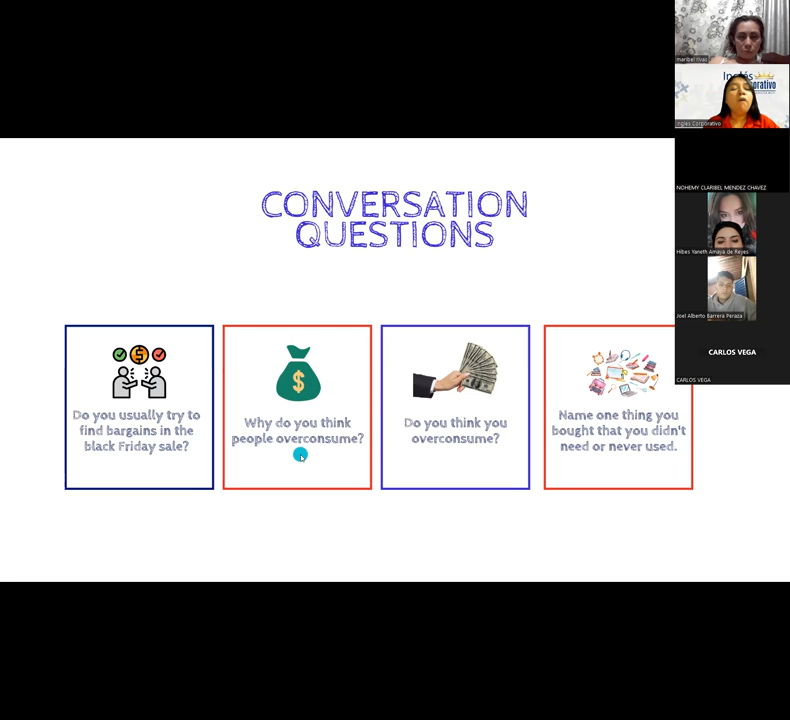 maribel rivas
Inglés
Corporativo
Inglés Corporativo
NOHEMY CLARIBEL MENDEZ CHAVEZ
Hibes Yaneth Amaya de Reyes
Joel Alberto Barrera Peraza
CARLOS VEGA
CARLOS VEGA
CONVERSATION
QUESTIONS
Do you usually try to
find bargains in the
black Friday sale?
Why do you think
people overconsume?
Do you think you
overconsume?
Name one thing you
bought that you didn't
need or never used.